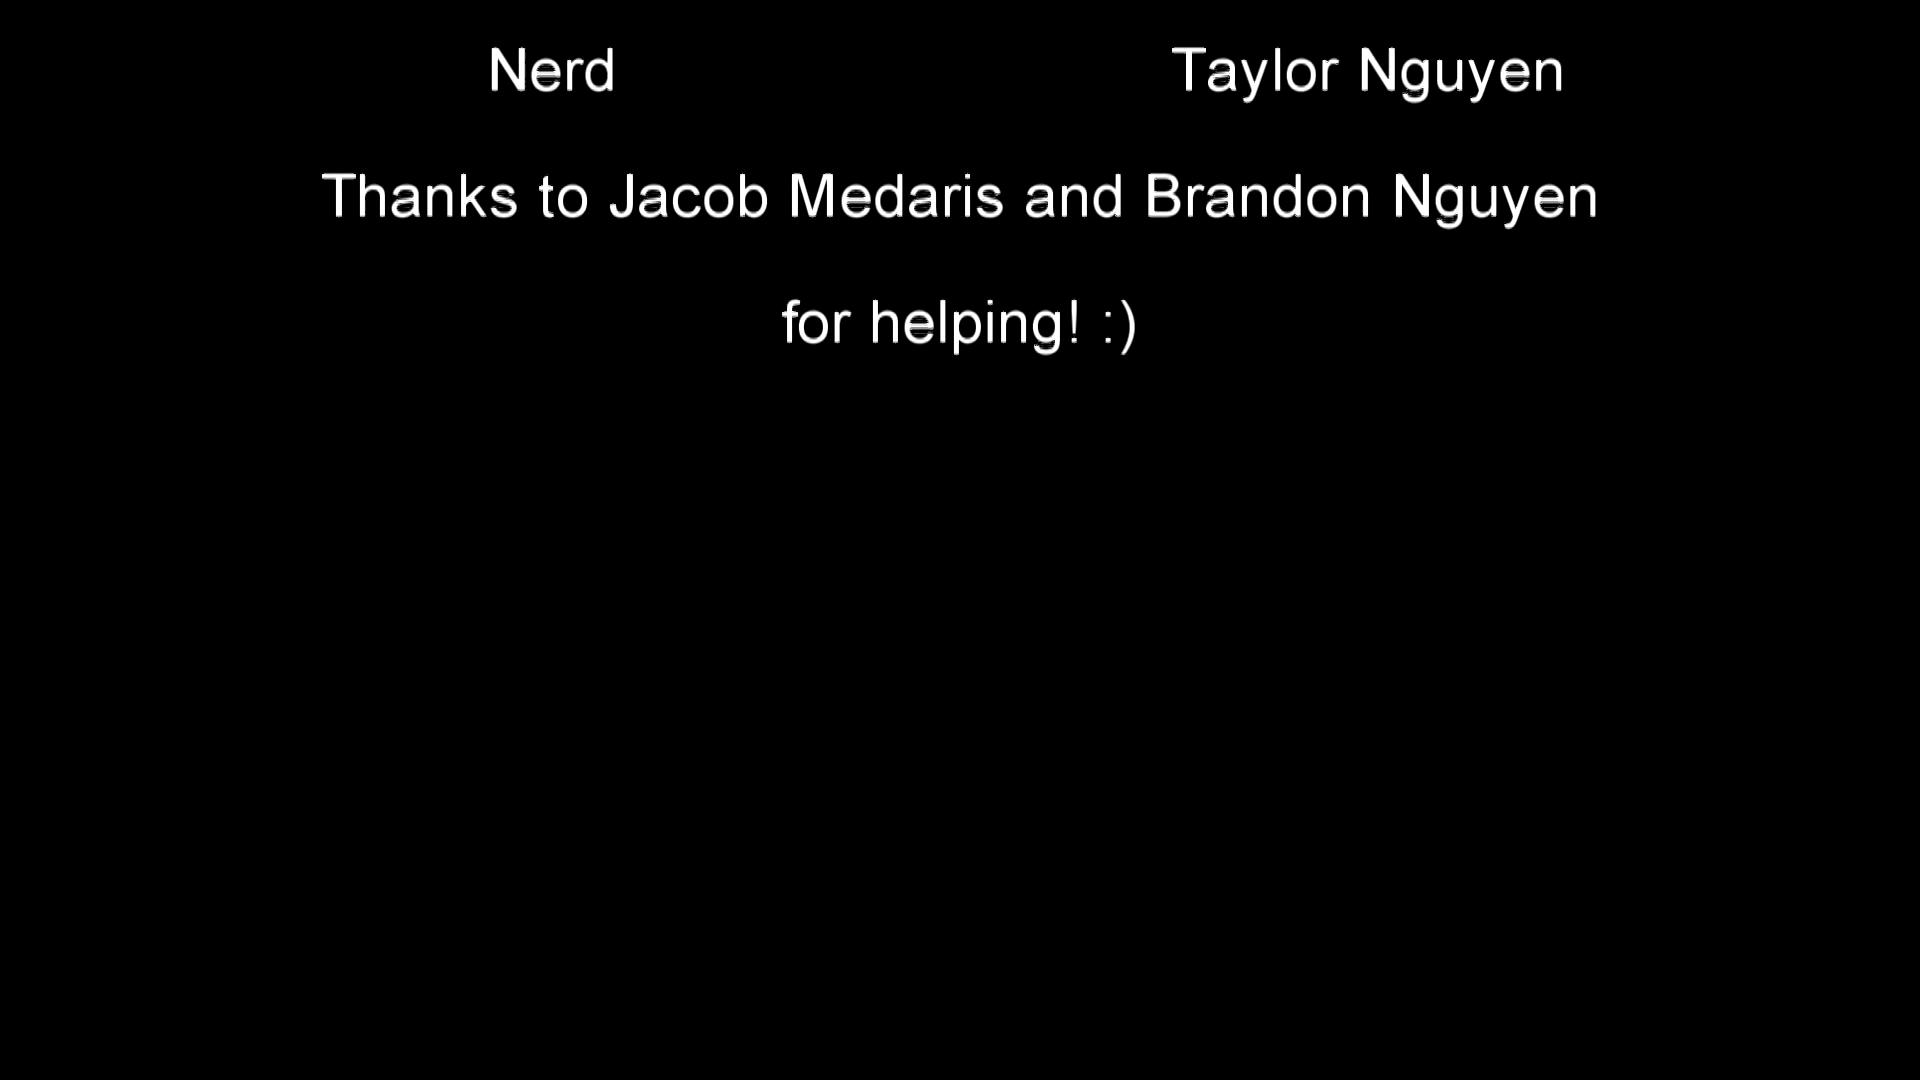 Nerd Taylor Nguyen
Thanks to Jacob Medaris and Brandon Nguyen
for helping! :)